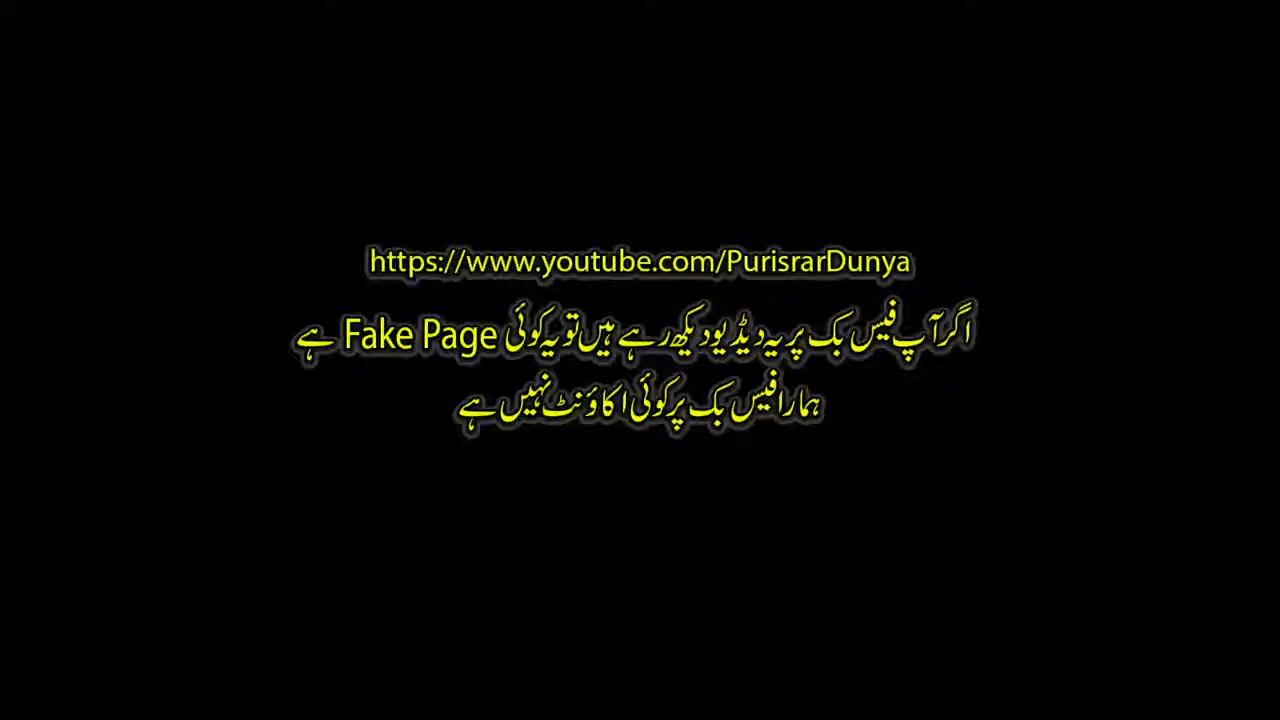 https://www.youtube.com/PurisrarDunya
اگر آپ فیس بک پر یہ ویڈیو دیکھ رہے ہیں تو یہ کوئی Fake Page ہے
ہمارا فیس بک پر کوئی اکاؤنٹ نہیں ہے